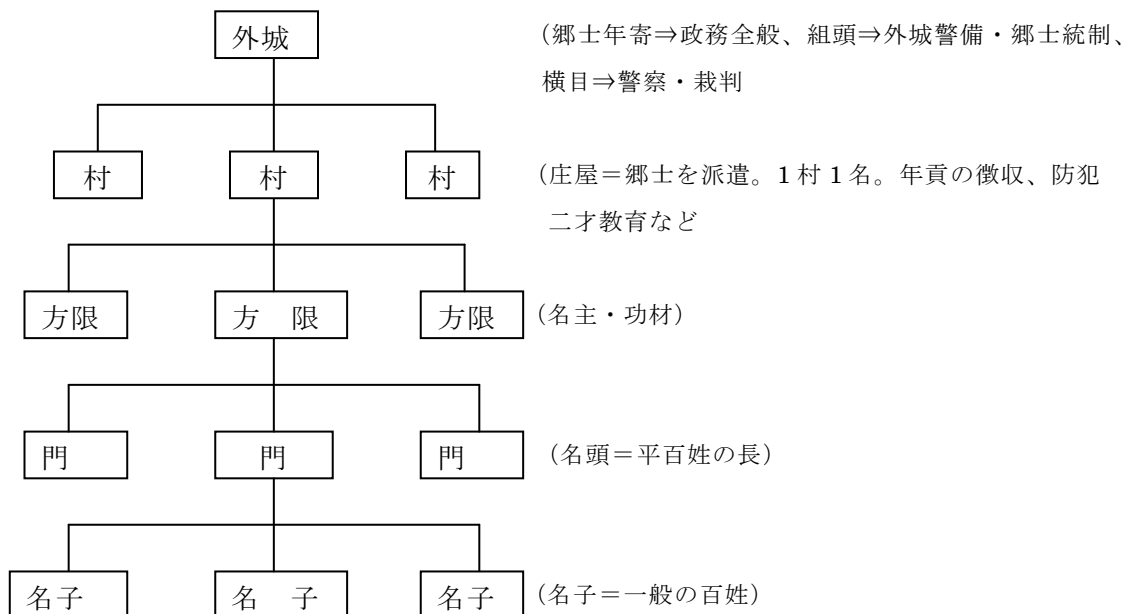 外城
(郷士年寄⇒政務全般、組頭⇒外城警備・郷士統制、
横目⇒警察・栽判
村 村 村
(庄屋＝郷士を派遣。1村1名。年貢の徴収、防犯
二才教育など
方限 方 限 方限
(名主・功材)
門 門 門
(名頭＝平百姓の長)
名子 名 子 名子
(名子＝一般の百姓)